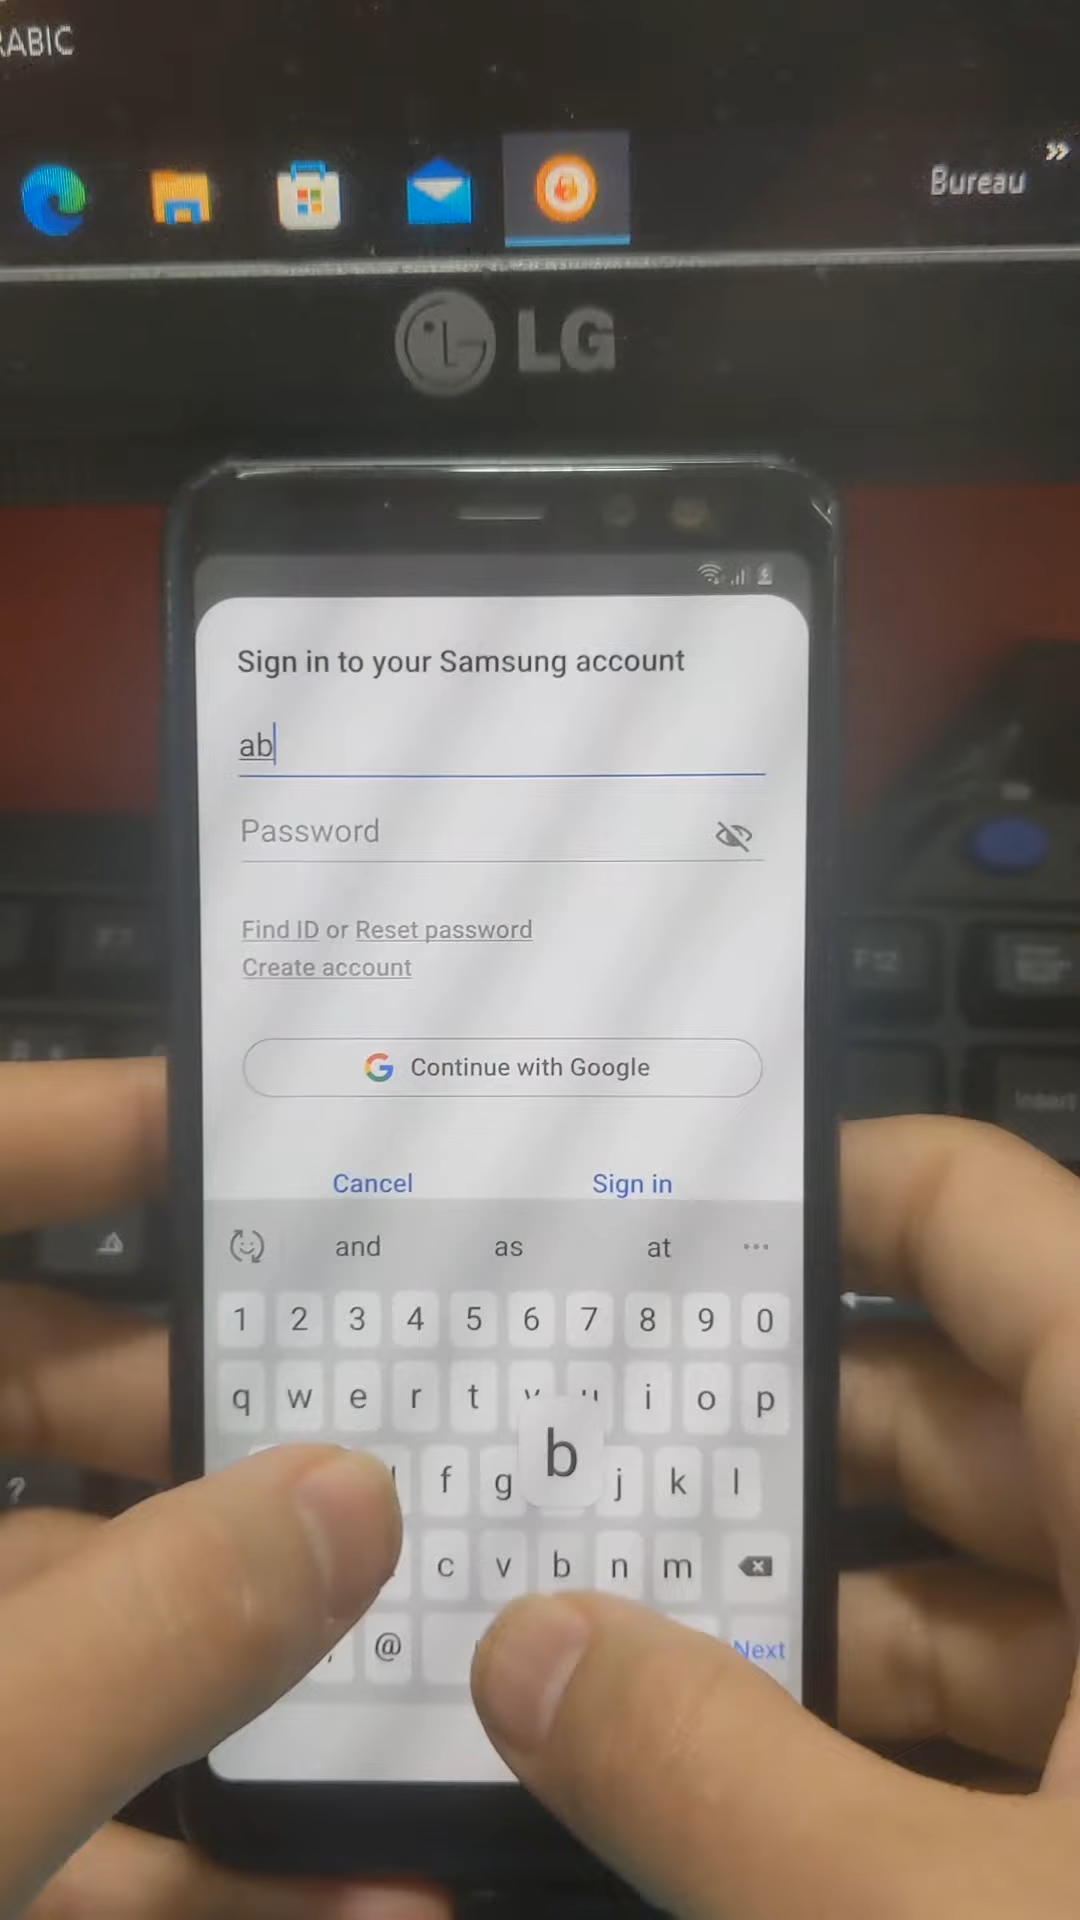 RABIC
Bureau
LG
Sign in to your Samsung account
ab
Password
Find ID or Reset password
Create account
Continue with Google
Cancel Sign in
and as at
1 2 3 4 5 6 7 8 9 0
q w e r t i o p
f g b j k l
c v b n m
, @ Next
F12
Insert
?